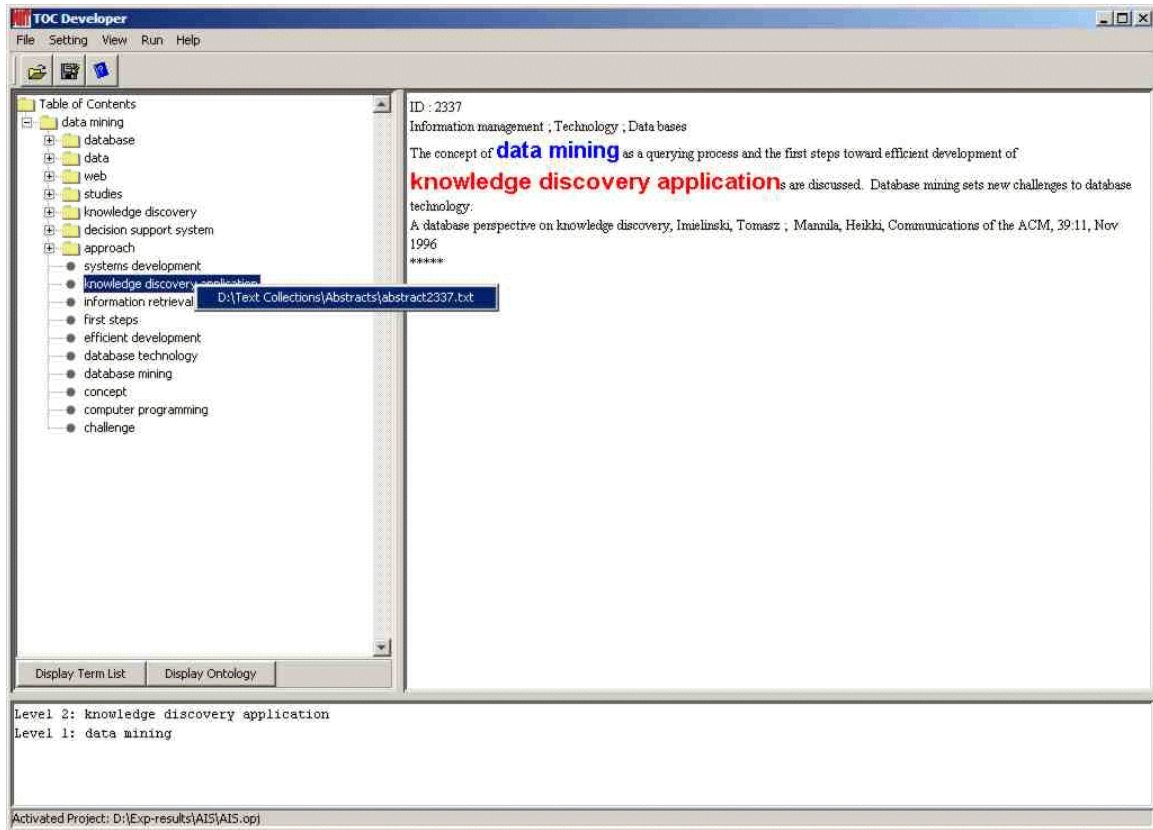 TOC Developer
File Setting View Run Help
Table of Contents
data mining
database
data
web
studies
knowledge discovery
decision support system
approach
systems development
knowledge discovery application
information retrieval
D:\Text Collections\Abstracts\abstract2337.txt
first steps
efficient development
database technology
database mining
concept
computer programming
challenge
Display Term List Display Ontology
ID : 2337
Information management ; Technology ; Data bases
The concept of data mining as a querying process and the first steps toward efficient development of
knowledge discovery applications are discussed. Database mining sets new challenges to database
technology.
A database perspective on knowledge discovery, Imielinski, Tomasz ; Mannila, Heikki, Communications of the ACM, 39:11, Nov
1996
*****
Level 2: knowledge discovery application
Level 1: data mining
Activated Project: D:\Exp-results\AIS\AIS.opj